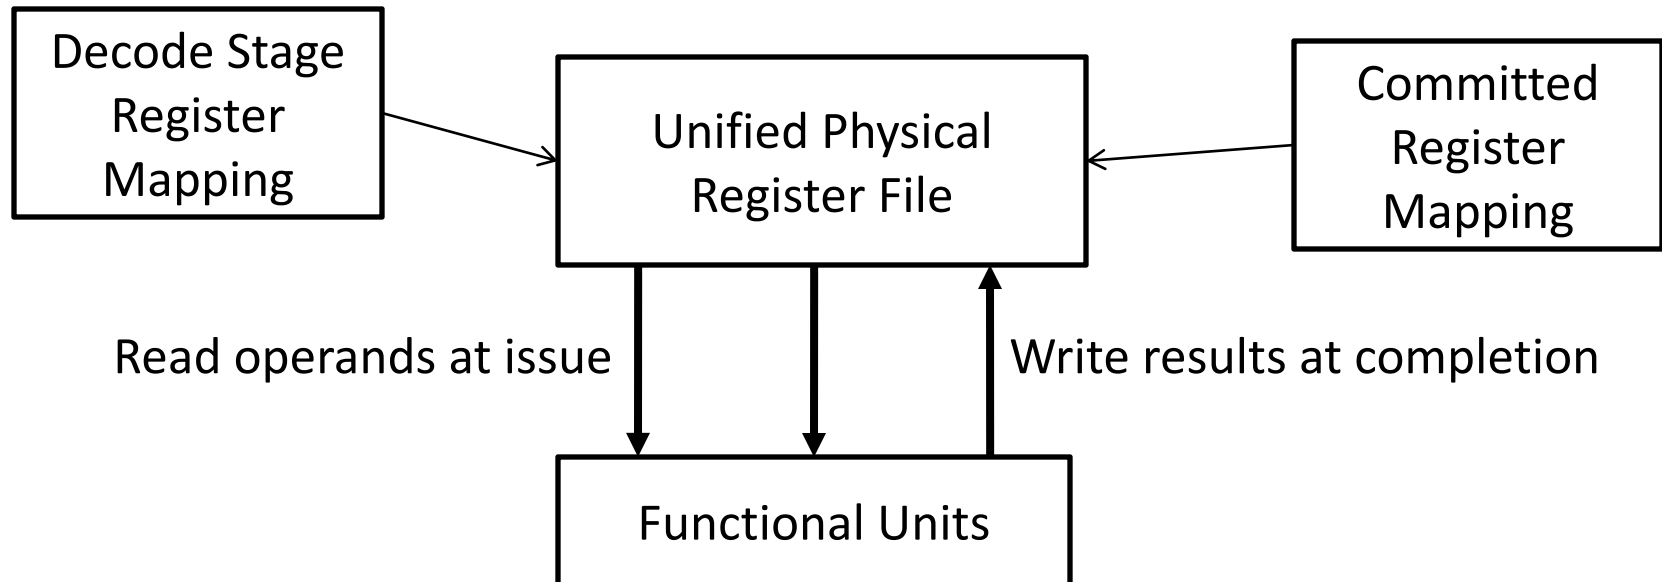 Decode Stage
Register
Mapping
Unified Physical
Register File
Committed
Register
Mapping
Read operands at issue
Write results at completion
Functional Units